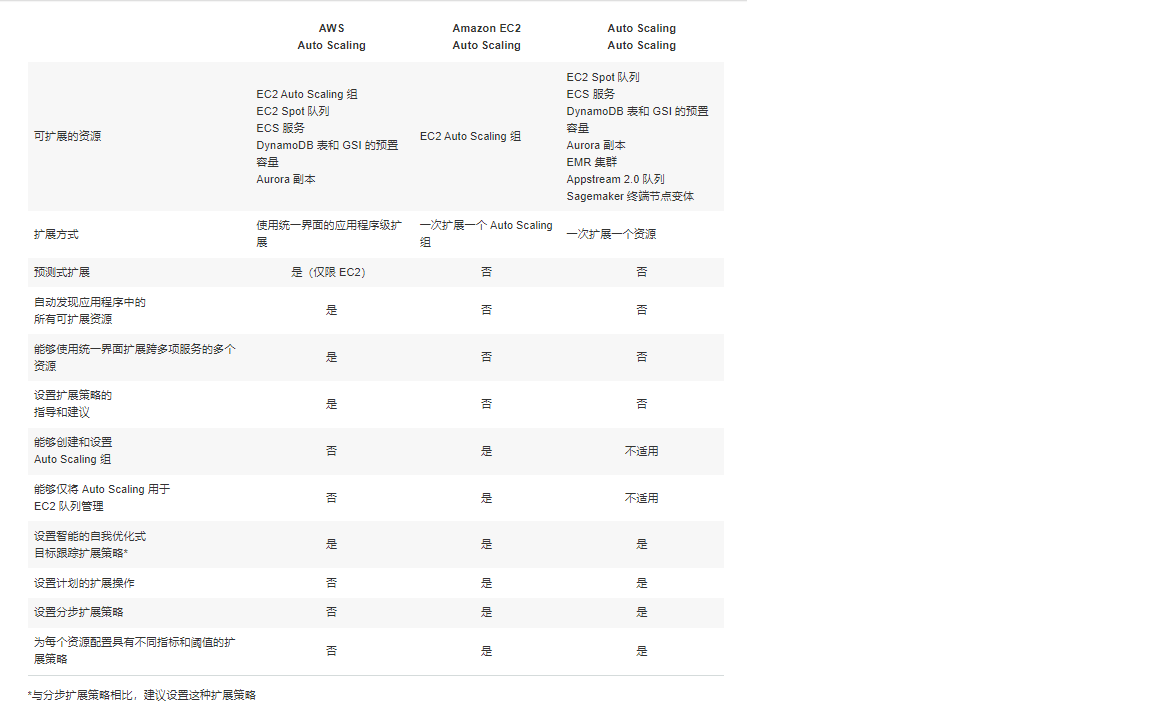 AWS
Auto Scaling
Amazon EC2
Auto Scaling
Auto Scaling
Auto Scaling
可扩展的资源
EC2 Auto Scaling 组
EC2 Spot 队列
ECS 服务
DynamoDB 表和 GSI 的预置
容量
Aurora 副本
EC2 Auto Scaling 组
EC2 Spot 队列
ECS 服务
DynamoDB 表和 GSI 的预置
容量
Aurora 副本
EMR 集群
Appstream 2.0 队列
Sagemaker 终端节点变体
扩展方式
使用统一界面的应用程序级扩
展
一次扩展一个 Auto Scaling
组
一次扩展一个资源
预测式扩展
是（仅限 EC2）
否
否
自动发现应用程序中的
所有可扩展资源
是
否
否
能够使用统一界面扩展跨多项服务的多个
资源
是
否
否
设置扩展策略的
指导和建议
是
否
否
能够创建和设置
Auto Scaling 组
否
是
不适用
能够仅将 Auto Scaling 用于
EC2 队列管理
否
是
不适用
设置智能的自我优化式
目标跟踪扩展策略*
是
是
是
设置计划的扩展操作
否
是
是
设置分步扩展策略
否
是
是
为每个资源配置具有不同指标和阈值的扩
展策略
否
是
是
*与分步扩展策略相比，建议设置这种扩展策略